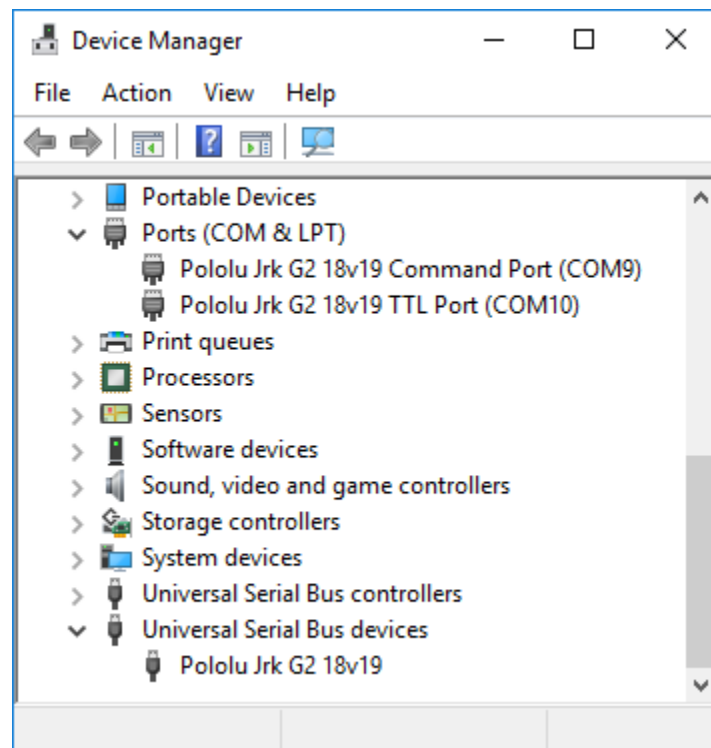 Device Manager
File Action View Help
Portable Devices
Ports (COM & LPT)
Pololu Jrk G2 18v19 Command Port (COM9)
Pololu Jrk G2 18v19 TTL Port (COM10)
Print queues
Processors
Sensors
Software devices
Sound, video and game controllers
Storage controllers
System devices
Universal Serial Bus controllers
Universal Serial Bus devices
Pololu Jrk G2 18v19